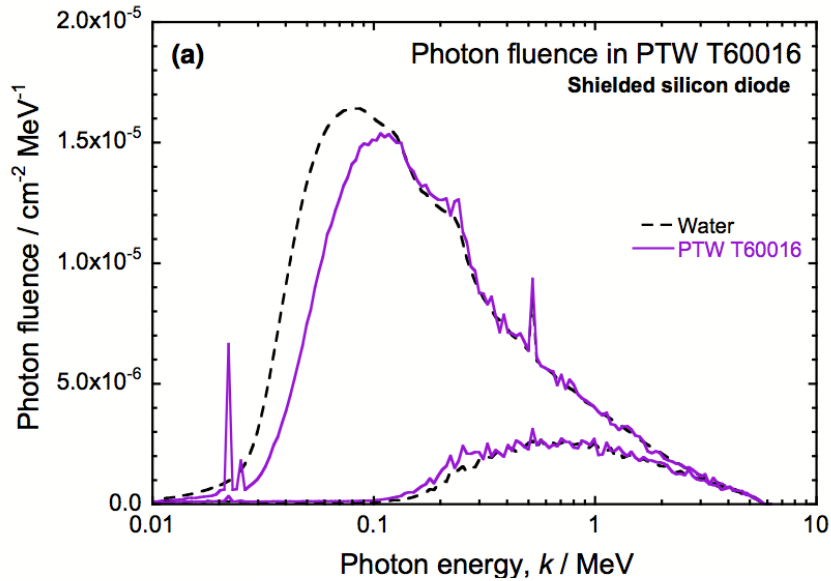 (a)
Photon fluence in PTW T60016
Shielded silicon diode
Water
PTW T60016
Photon fluence / cm⁻² MeV⁻¹
2.0x10⁻⁵
1.5x10⁻⁵
1.0x10⁻⁵
5.0x10⁻⁶
0.0
0.01
0.1
1
10
Photon energy, k / MeV